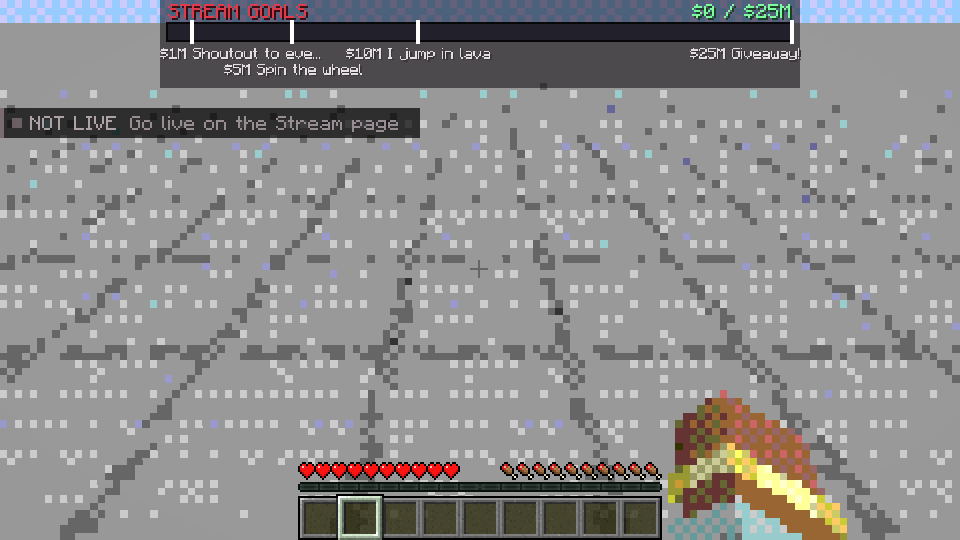 STREAM GOALS $0 / $25M
$1M Shoutout to eve... $10M I jump in lava $25M Giveaway!
$5M Spin the wheel
NOT LIVE Go live on the Stream page